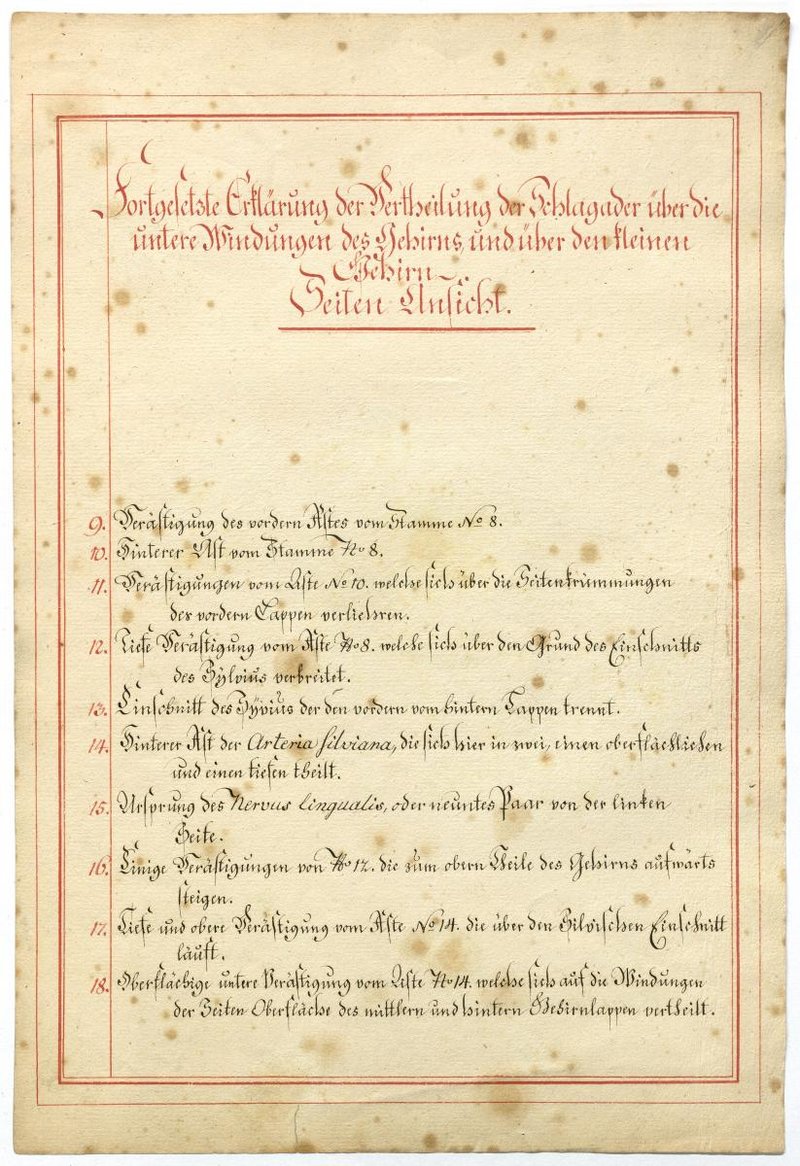 Fortgesetzte Erklärung der Vertheilung der Schlagader über die
untere Windungen des Gehirns, und über den kleinen
Gehirn.
Seiten Ansicht.
9. Verästigung des vordern Astes vom Stamme No 8.
10. Hinterer Ast vom Stamme No 8.
11. Verästigungen vom Aste No 10. welche sich über die Seitenkrümmungen
der vordern Lappen verliehren.
12. Tiefe Verästigung vom Aste No 8. welche sich über den Grund des Einschnitts
des Sylvius verbreitet.
13. Einschnitt des Syvius der den vordern vom hintern Lappen trennt.
14. Hinterer Ast der Arteria Silviana, die sich hier in zwei, einen oberflächlichen
und einen tiefen theilt.
15. Ursprung des Nervus lingualis, oder neuntes Paar von der linken
Seite.
16. Einige Verästigungen von No 12. die zum obern Theile des Gehirns aufwärts
steigen.
17. Tiefe und obere Verästigung vom Aste No 14. die über den Silvischen Einschnitt
läuft.
18. Oberflächige untere Verästigung vom Aste No 14. welche sich auf die Windungen
der Seiten Oberfläche des mittlern und hintern Gehirnlappen vertheilt.